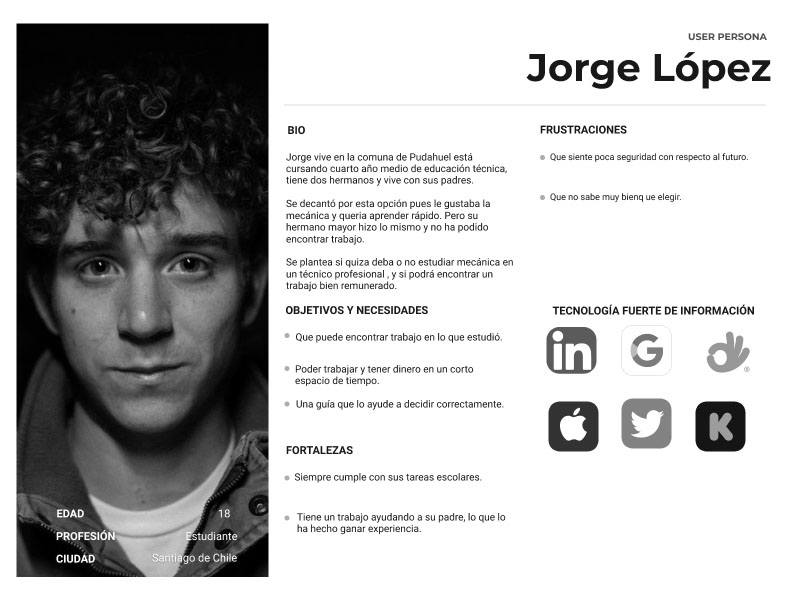 USER PERSONA
Jorge López
BIO
Jorge vive en la comuna de Pudahuel está
cursando cuarto año medio de educación técnica,
tiene dos hermanos y vive con sus padres.
Se decantó por esta opción pues le gustaba la
mecánica y queria aprender rápido. Pero su
hermano mayor hizo lo mismo y no ha podido
encontrar trabajo.
Se plantea si quiza deba o no estudiar mecánica en
un técnico profesional , y si podrá encontrar un
trabajo bien remunerado.
OBJETIVOS Y NECESIDADES
Que puede encontrar trabajo en lo que estudió.
Poder trabajar y tener dinero en un corto
espacio de tiempo.
Una guía que lo ayude a decidir correctamente.
FORTALEZAS
Siempre cumple con sus tareas escolares.
Tiene un trabajo ayudando a su padre, lo que lo
ha hecho ganar experiencia.
FRUSTRACIONES
Que siente poca seguridad con respecto al futuro.
Que no sabe muy bienq ue elegir.
TECNOLOGÍA FUERTE DE INFORMACIÓN
in
G
®
K
EDAD 18
PROFESIÓN Estudiante
CIUDAD Santiago de Chile